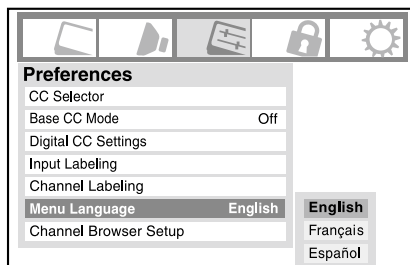 Preferences
CC Selector
Base CC Mode Off
Digital CC Settings
Input Labeling
Channel Labeling
Menu Language English
Channel Browser Setup
English
Français
Español